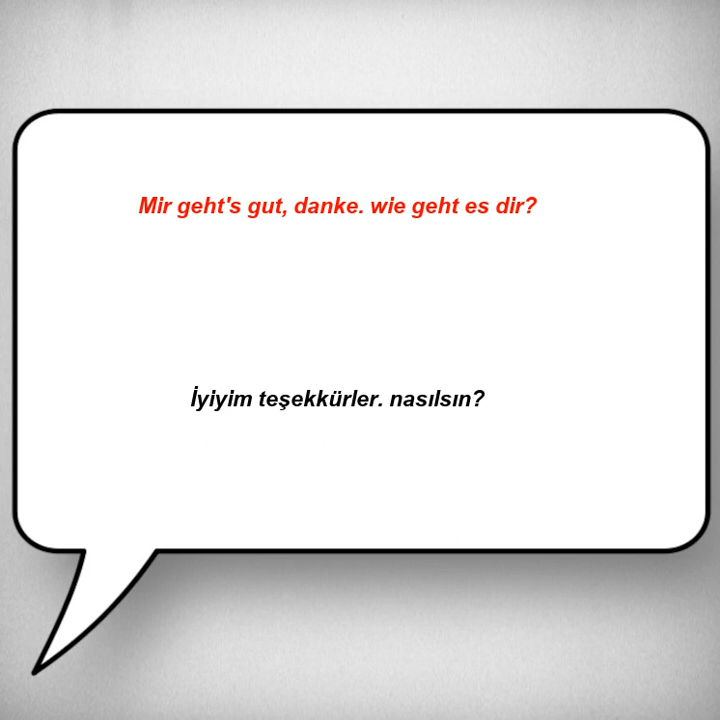 Mir geht's gut, danke. wie geht es dir?
İyiyim teşekkürler. nasılsın?